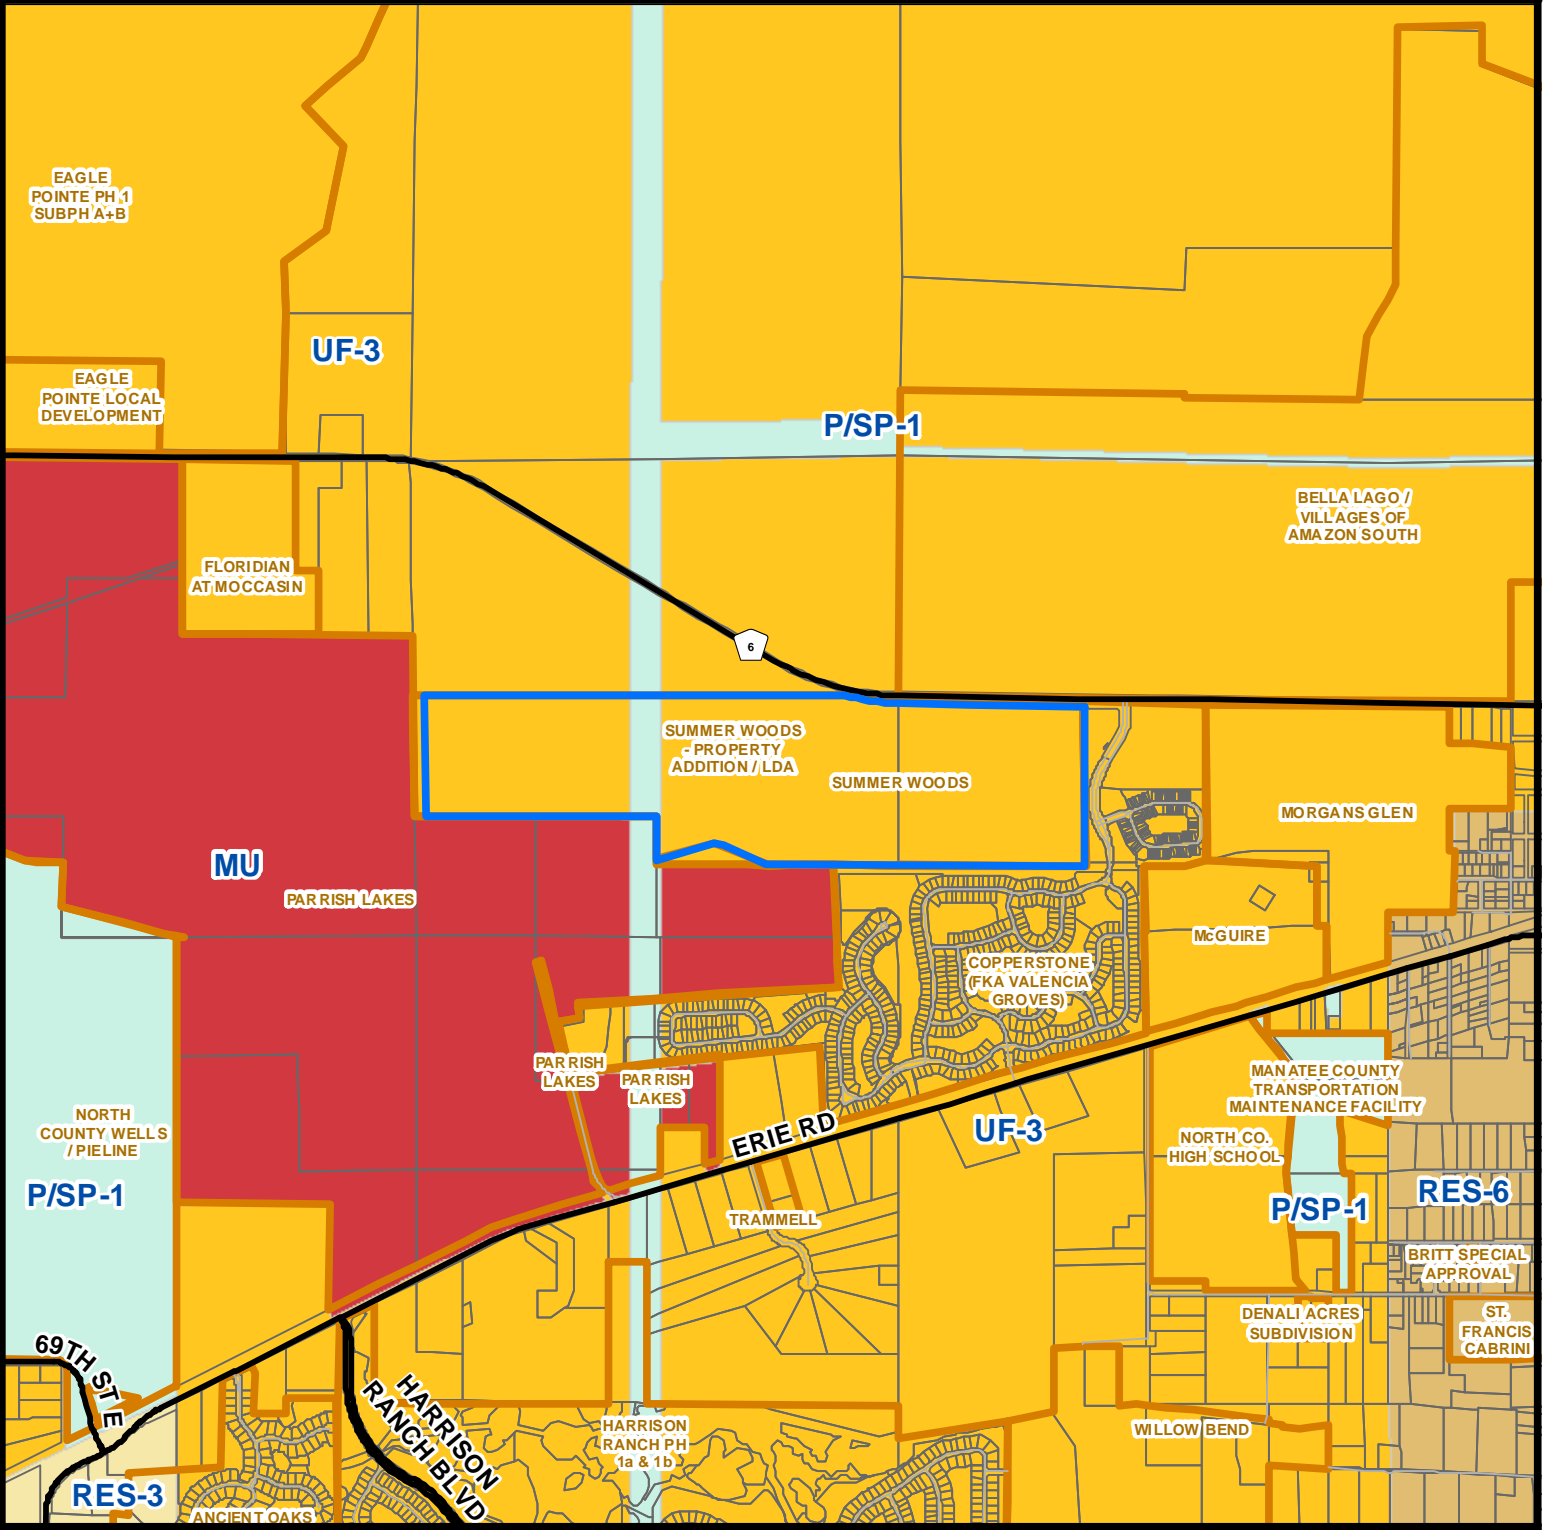 EAGLE
POINTE PH 1
SUBPH A+B
UF-3
EAGLE
POINTE LOCAL
DEVELOPMENT
P/SP-1
BELLA LAGO /
VILLAGES OF
AMAZON SOUTH
FLORIDIAN
AT MOCCASIN
6
SUMMER WOODS
- PROPERTY
ADDITION / LDA
SUMMER WOODS
MORGANS GLEN
MU
PARRISH LAKES
McGUIRE
COPPERSTONE
(FKA VALENCIA
GROVES)
PARRISH
LAKES
PARRISH
LAKES
MANATEE COUNTY
TRANSPORTATION
MAINTENANCE FACILITY
NORTH
COUNTY WELLS
/ PIELINE
ERIE RD
UF-3
NORTH CO.
HIGH SCHOOL
P/SP-1
RES-6
P/SP-1
TRAMMELL
BRITT SPECIAL
APPROVAL
DENALI ACRES
SUBDIVISION
ST.
FRANCIS
CABRINI
69TH ST E
HARRISON
RANCH BLVD
HARRISON
RANCH PH
1a & 1b
WILLOW BEND
RES-3
ANCIENT OAKS